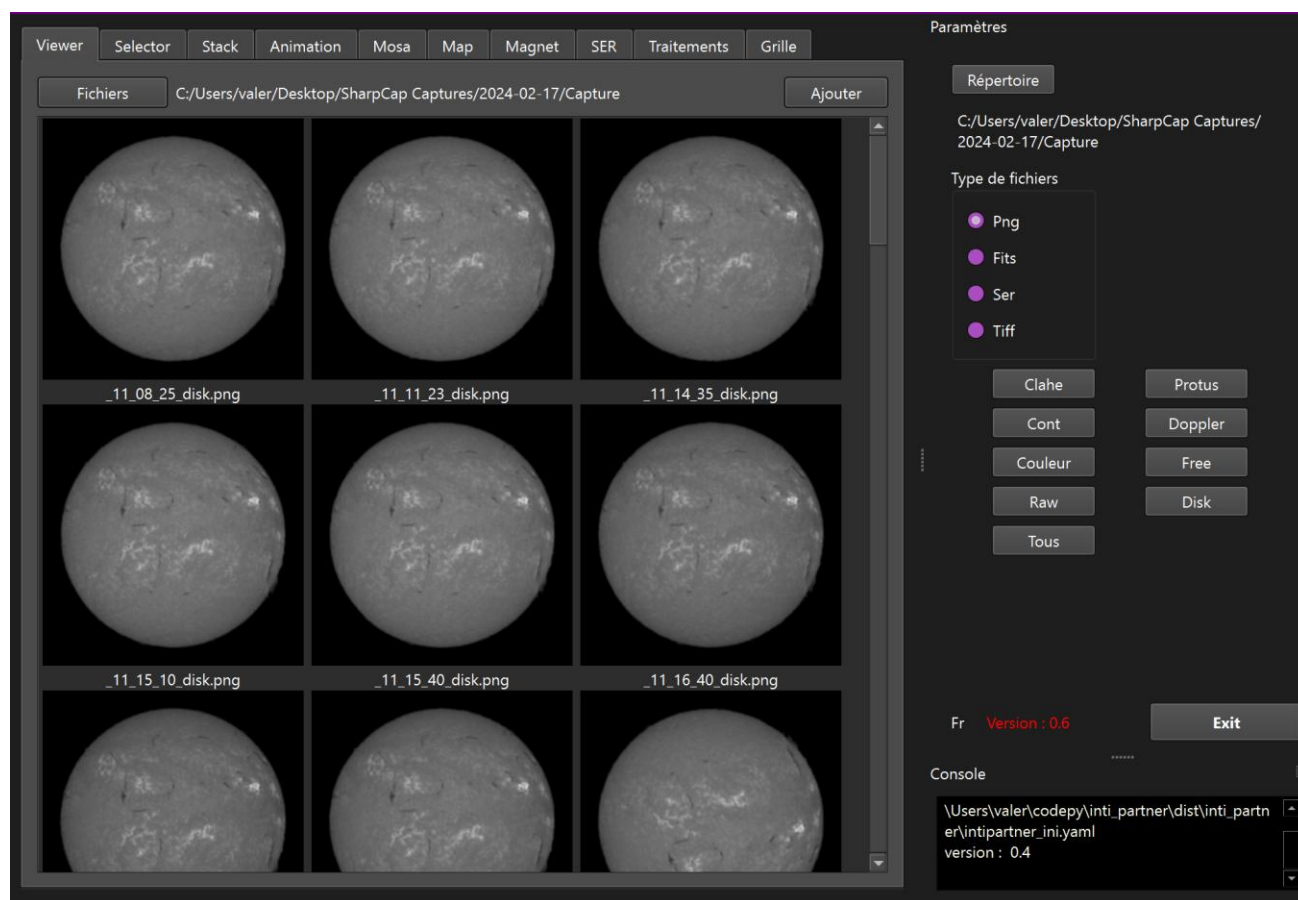 Viewer Selector Stack Animation Mosa Map Magnet SER Traitements Grille
Fichiers C:/Users/valer/Desktop/SharpCap Captures/2024-02-17/Capture Ajouter
_11_08_25_disk.png _11_11_23_disk.png _11_14_35_disk.png
_11_15_10_disk.png _11_15_40_disk.png _11_16_40_disk.png
Paramètres
Répertoire
C:/Users/valer/Desktop/SharpCap Captures/
2024-02-17/Capture
Type de fichiers
Png
Fits
Ser
Tiff
Clahe Protus
Cont Doppler
Couleur Free
Raw Disk
Tous
Fr Version : 0.6 Exit
Console
\Users\valer\codepy\inti_partner\dist\inti_partn
er\intipartner_ini.yaml
version : 0.4